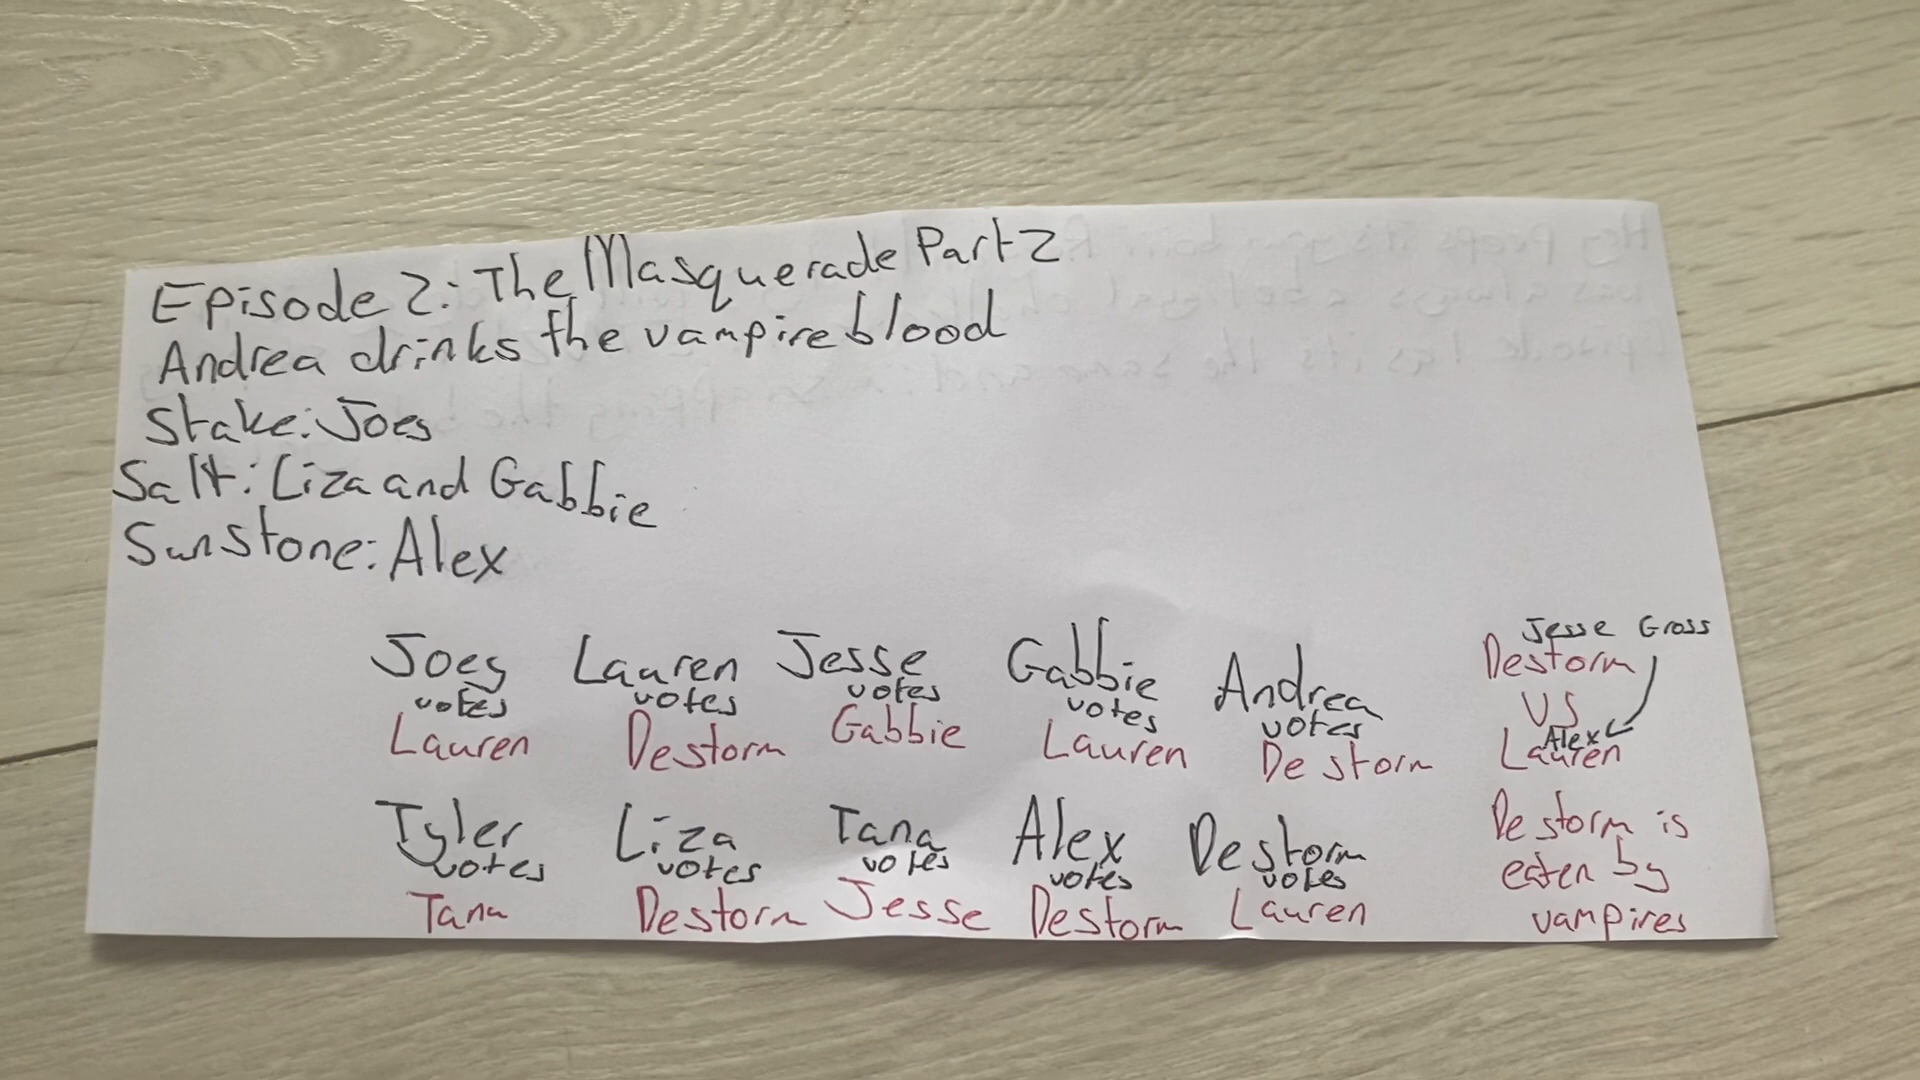 Episode 2: The Masquerade Part 2
Andrea drinks the vampire blood
Stake: Joey
Salt: Liza and Gabbie
Sunstone: Alex
Joey Lauren Jesse Gabbie Andrea
votes votes votes votes votes
Lauren Destorm Gabbie Lauren Destorm
Tyler Liza Tana Alex Destorm
votes votes votes votes votes
Tana Destorm Jesse Destorm Lauren
Jesse Gross
Destorm
VS
Alex
Lauren
Destorm is
eaten by
vampires